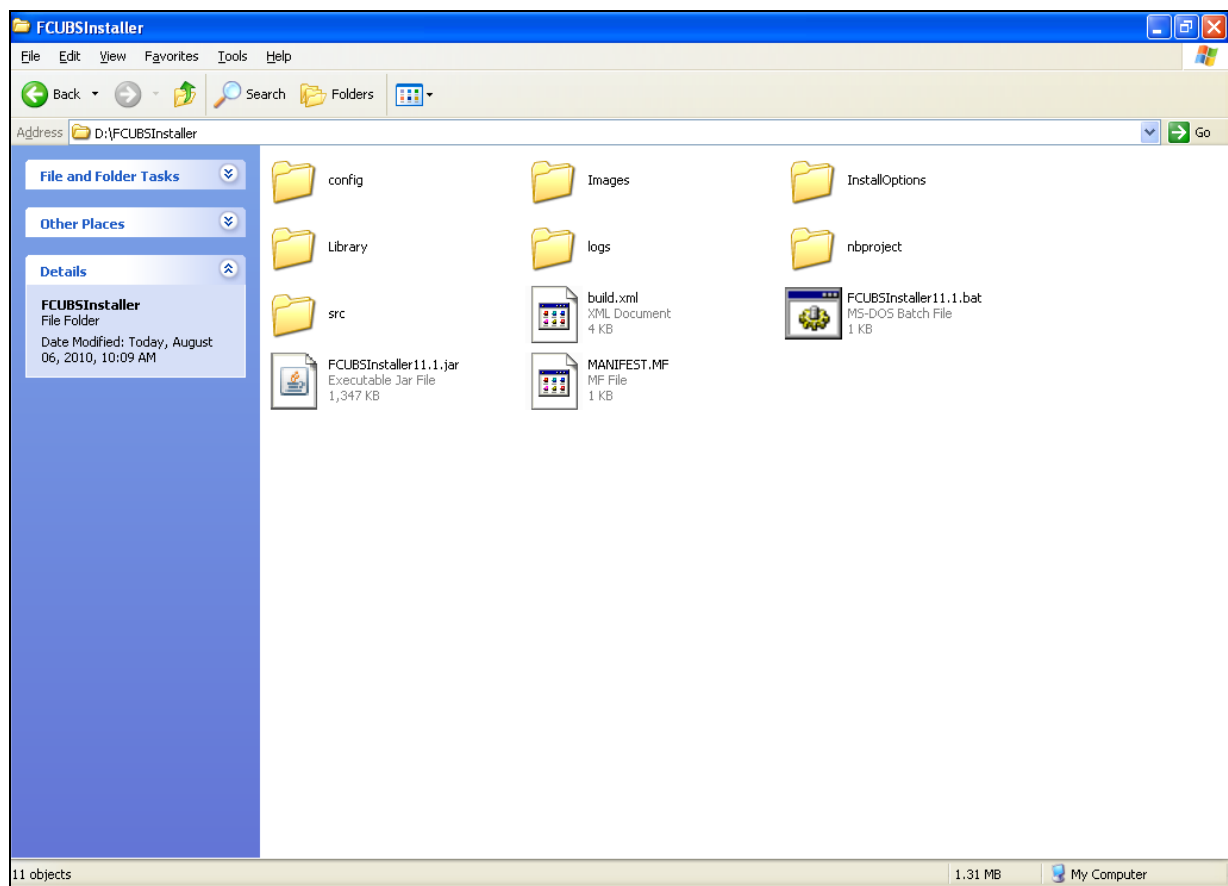 FCUBSInstaller
File Edit View Favorites Tools Help
Back Search Folders
Address D:\FCUBSInstaller Go
File and Folder Tasks
Other Places
Details
FCUBSInstaller
File Folder
Date Modified: Today, August
06, 2010, 10:09 AM
config
Images
InstallOptions
Library
logs
nbproject
src
build.xml
XML Document
4 KB
FCUBSInstaller11.1.bat
MS-DOS Batch File
1 KB
FCUBSInstaller11.1.jar
Executable Jar File
1,347 KB
MANIFEST.MF
MF File
1 KB
11 objects 1.31 MB My Computer